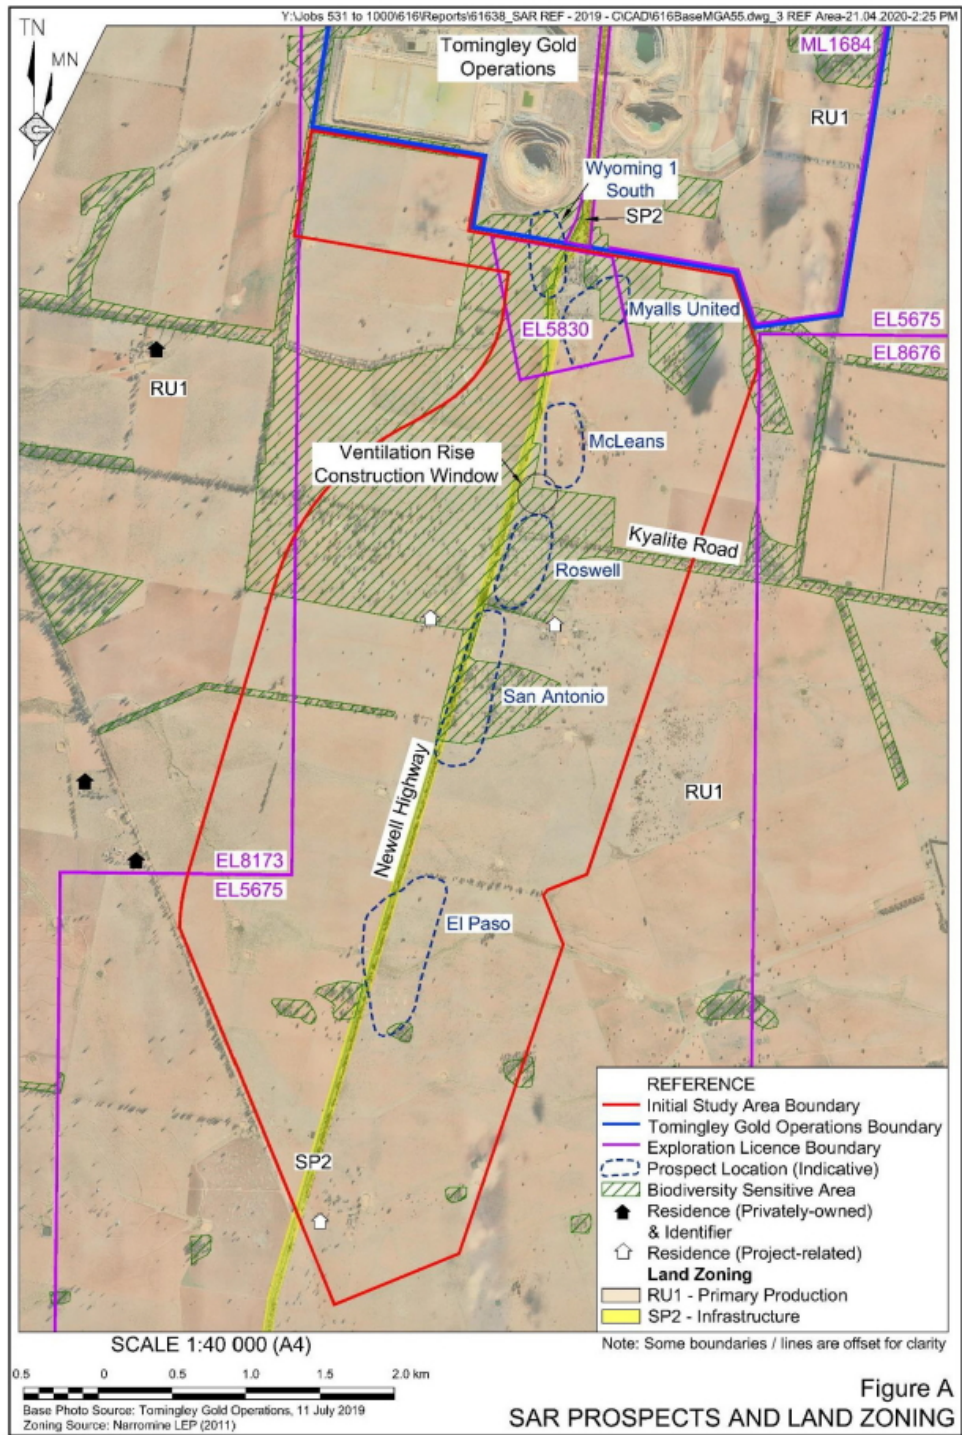 Y:\Jobs 531 to 1000\616\Reports\61638_SAR REF - 2019 - C\CAD\616BaseMGA55.dwg_3 REF Area-21.04.2020-2:25 PM
TN
MN
Tomingley Gold
Operations
ML1684
RU1
Wyoming 1
South
SP2
Myalls United
EL5830
EL5675
EL8676
RU1
McLeans
Ventilation Rise
Construction Window
Kyalite Road
Roswell
San Antonio
Newell Highway
RU1
EL8173
EL5675
El Paso
SP2
REFERENCE
Initial Study Area Boundary
Tomingley Gold Operations Boundary
Exploration Licence Boundary
Prospect Location (Indicative)
Biodiversity Sensitive Area
Residence (Privately-owned)
& Identifier
Residence (Project-related)
Land Zoning
RU1 - Primary Production
SP2 - Infrastructure
SCALE 1:40 000 (A4)
Note: Some boundaries / lines are offset for clarity
0.5 0 0.5 1.0 1.5 2.0 km
Base Photo Source: Tomingley Gold Operations, 11 July 2019
Zoning Source: Narromine LEP (2011)
Figure A
SAR PROSPECTS AND LAND ZONING